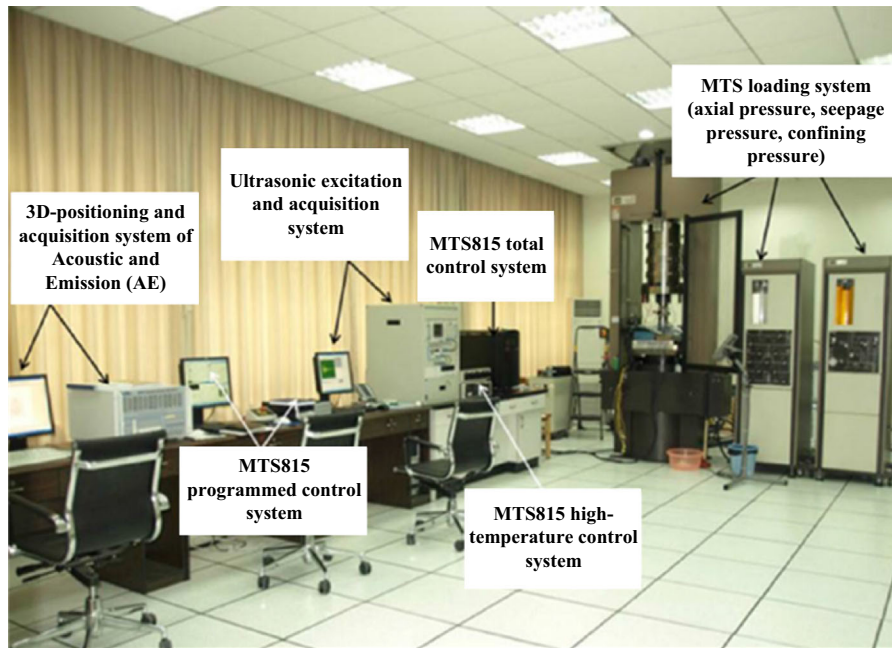 MTS loading system
(axial pressure, seepage
pressure, confining
pressure)
Ultrasonic excitation
and acquisition
system
3D-positioning and
acquisition system of
Acoustic and
Emission (AE)
MTS815 total
control system
MTS815
programmed control
system
MTS815 high-
temperature control
system